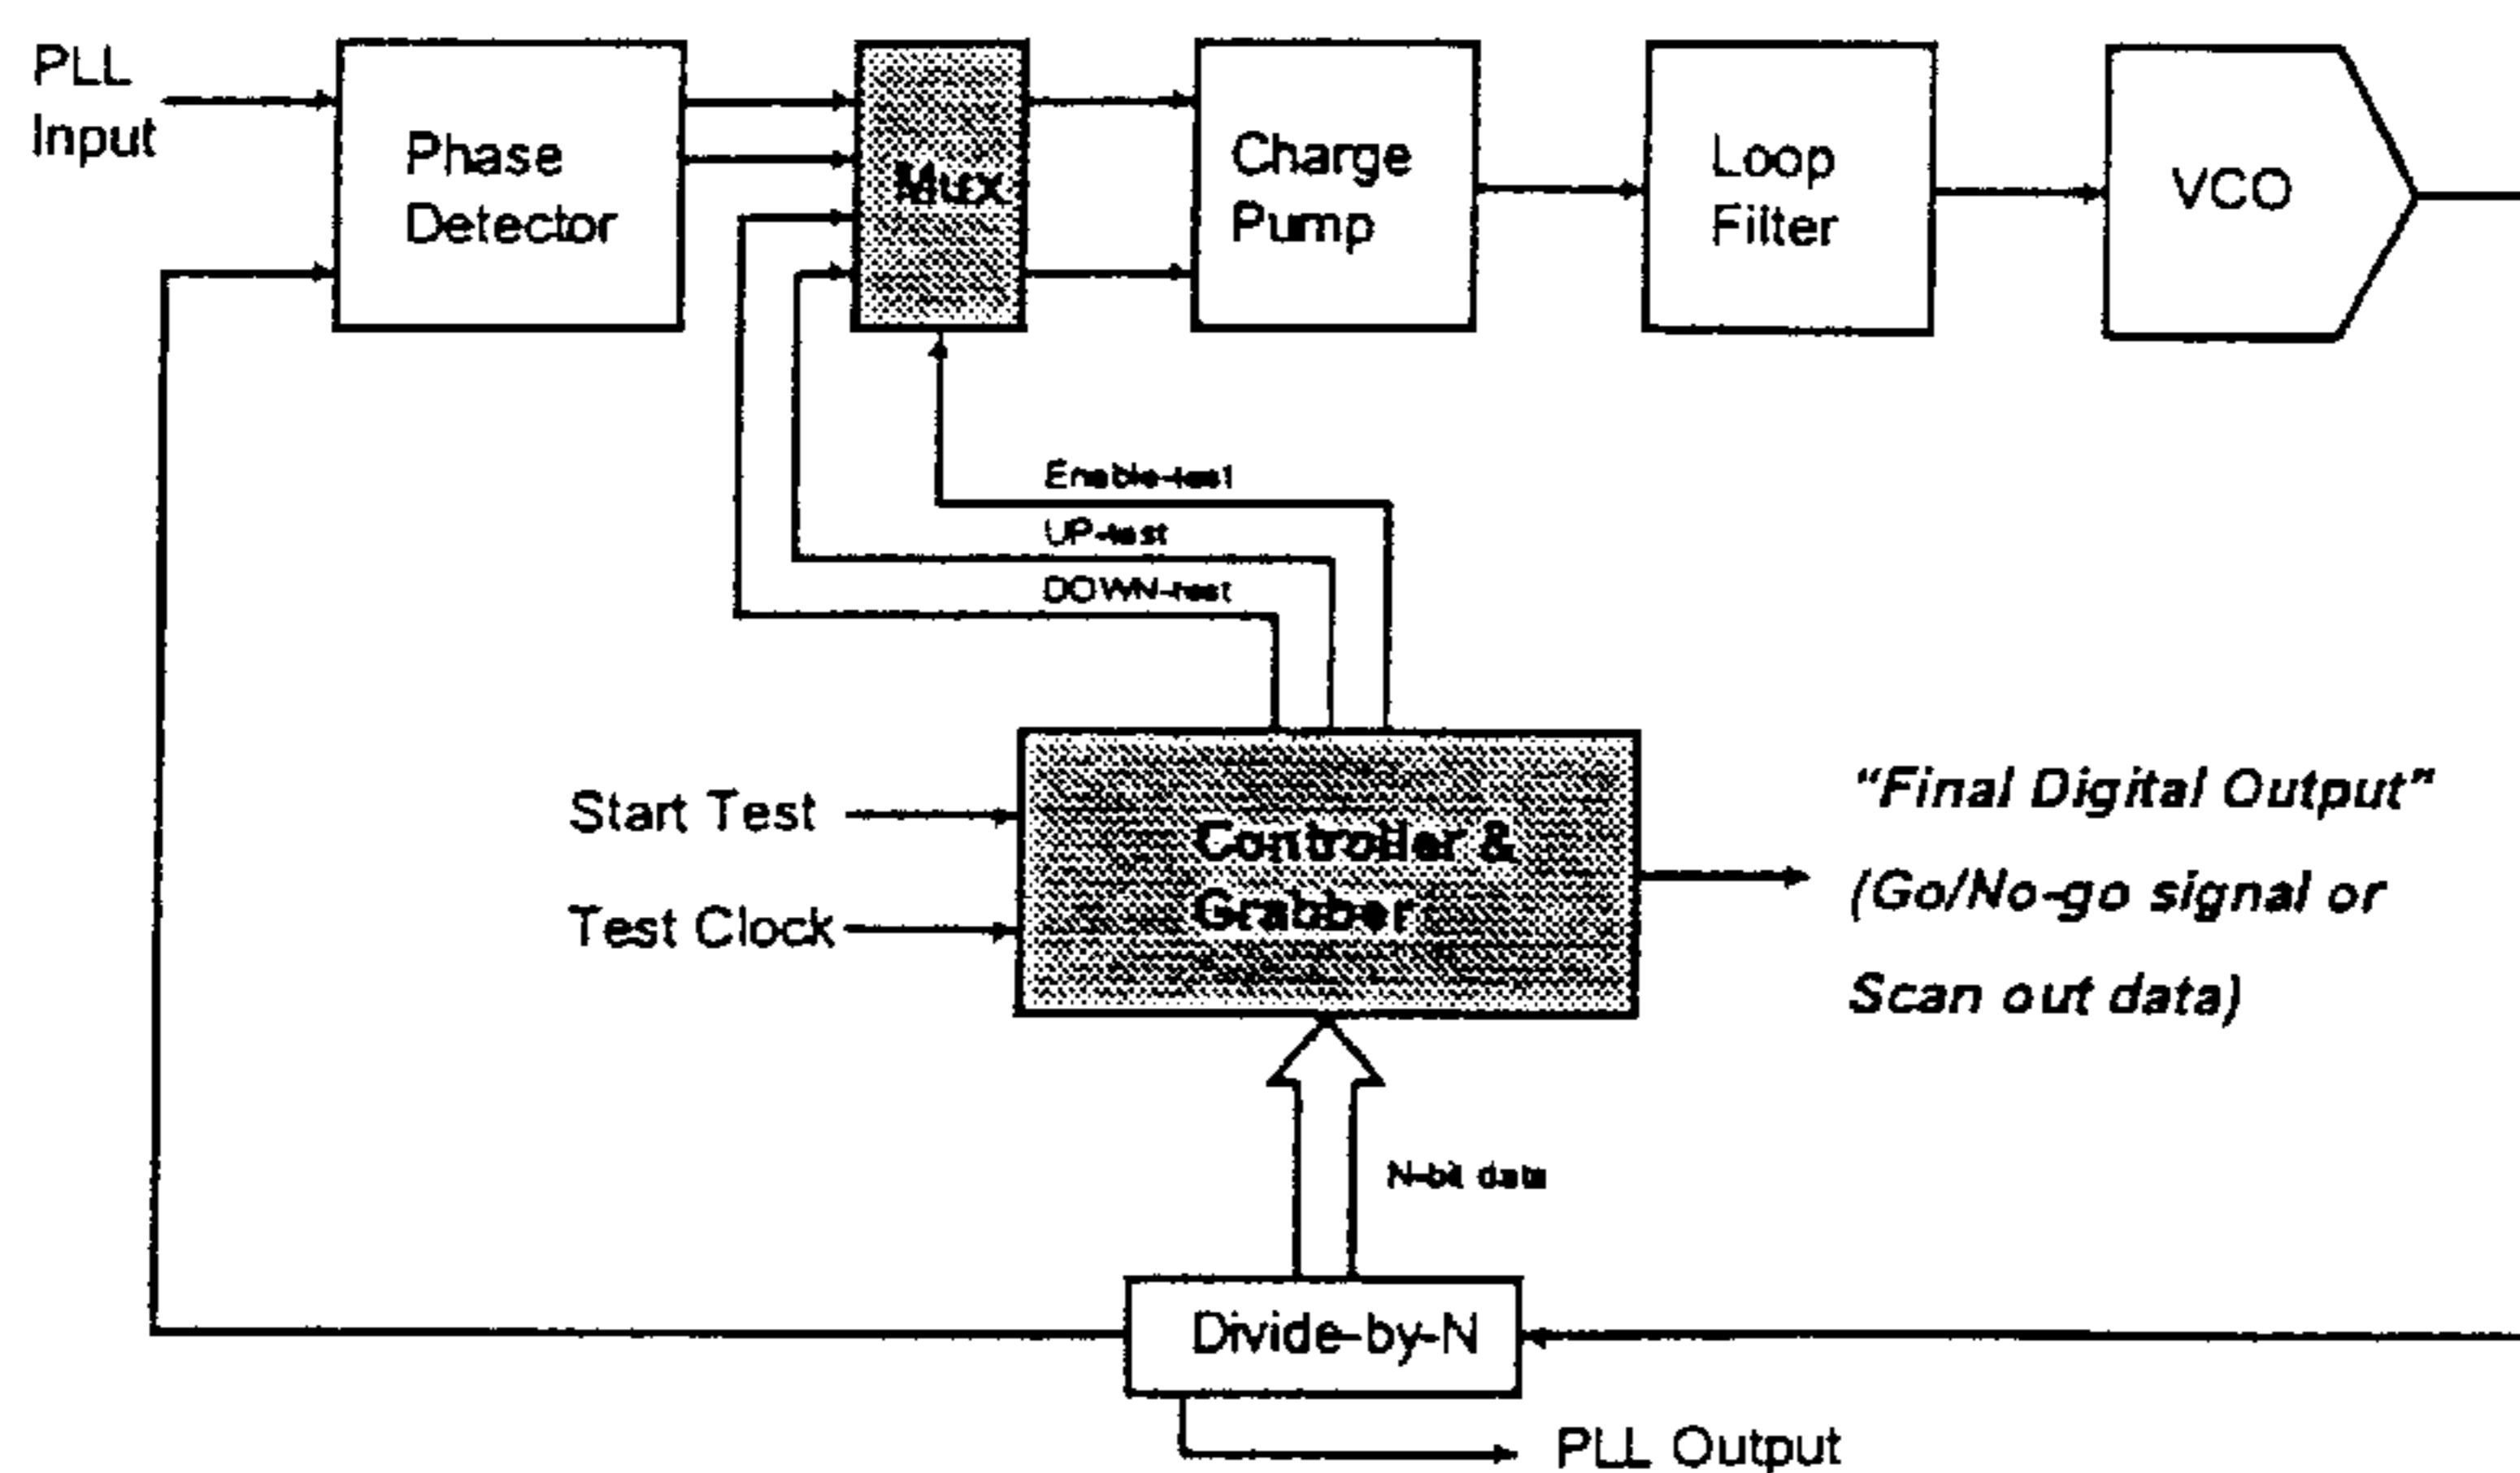 PLL
Input
Phase
Detector
Mux
Charge
Pump
Loop
Filter
VCO
Enable-test
UP-test
DOWN-test
Start Test
Test Clock
Controller &
Grabber
"Final Digital Output"
(Go/No-go signal or
Scan out data)
N-bit data
Divide-by-N
PLL Output